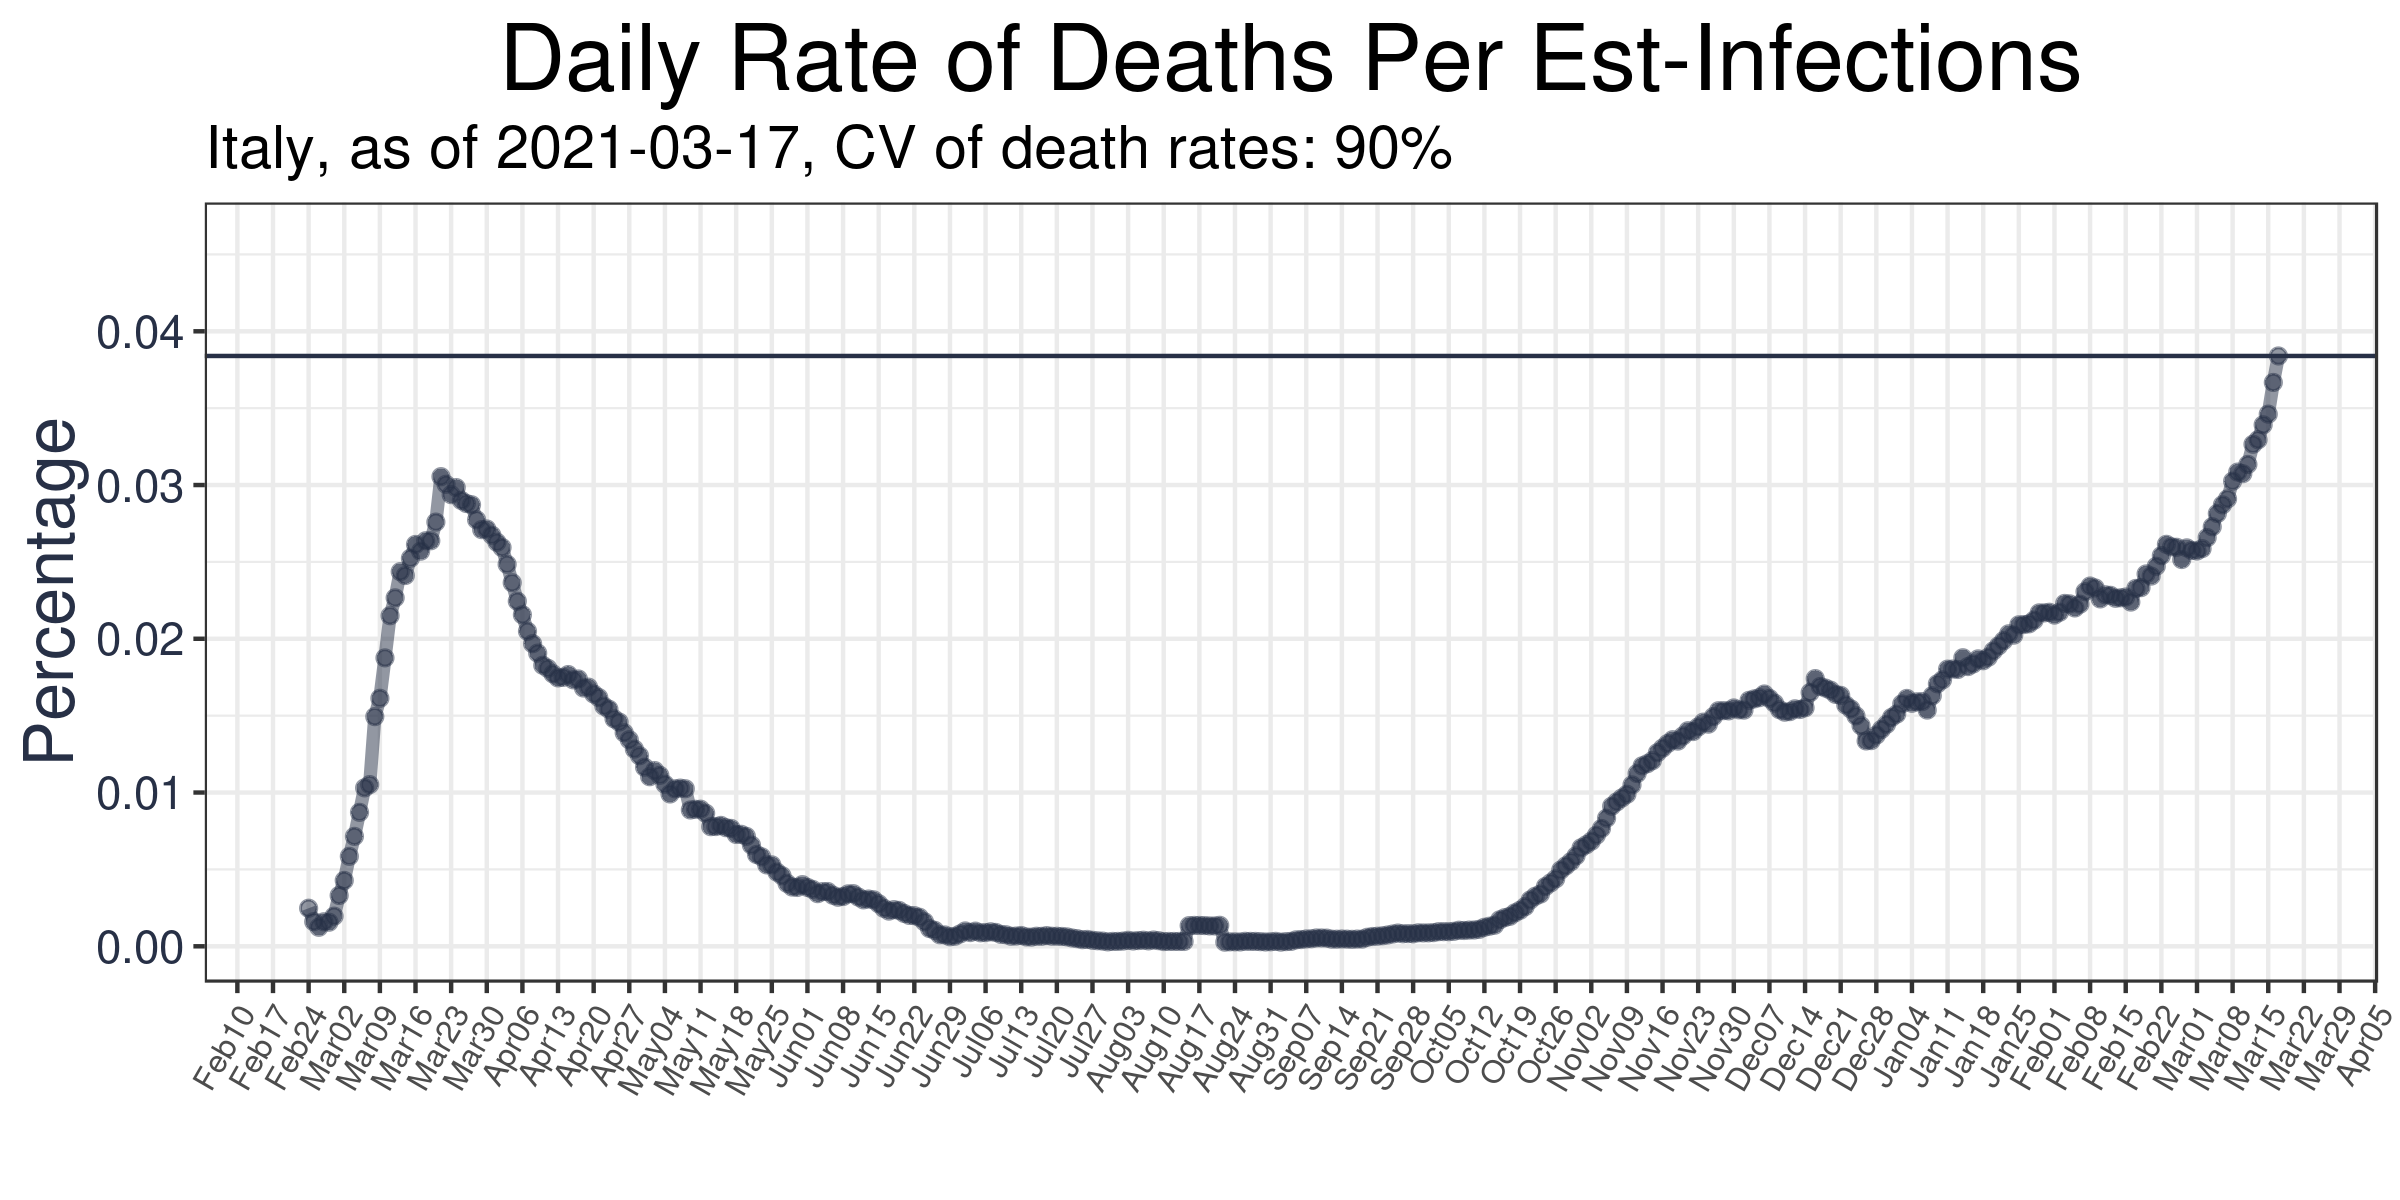 Daily Rate of Deaths Per Est-Infections
Italy, as of 2021-03-17, CV of death rates: 90%
Percentage
0.04
0.03
0.02
0.01
0.00
Feb10
Feb17
Feb24
Mar02
Mar09
Mar16
Mar23
Mar30
Apr06
Apr13
Apr20
Apr27
May04
May11
May18
May25
Jun01
Jun08
Jun15
Jun22
Jun29
Jul06
Jul13
Jul20
Jul27
Aug03
Aug10
Aug17
Aug24
Aug31
Sep07
Sep14
Sep21
Sep28
Oct05
Oct12
Oct19
Oct26
Nov02
Nov09
Nov16
Nov23
Nov30
Dec07
Dec14
Dec21
Dec28
Jan04
Jan11
Jan18
Jan25
Feb01
Feb08
Feb15
Feb22
Mar01
Mar08
Mar15
Mar22
Mar29
Apr05